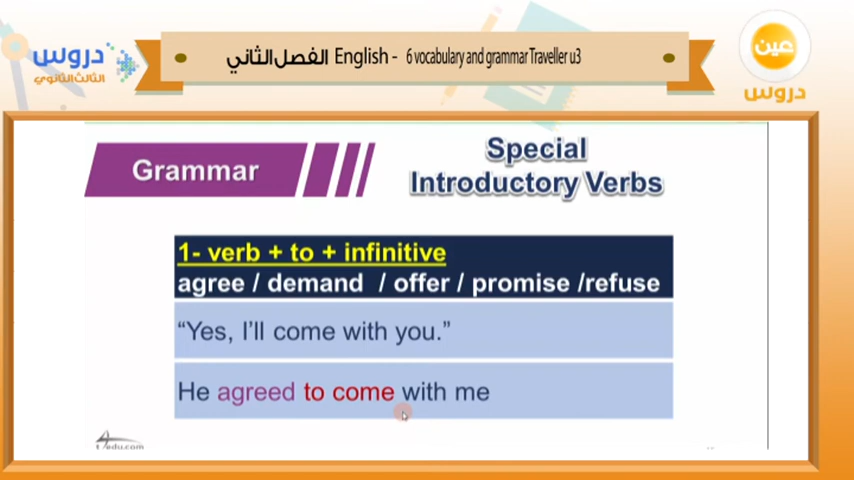 دروس
الثالث الثانوي
الفصل الثاني English - 6 vocabulary and grammar Traveller u3
عين
دروس
Grammar
Special
Introductory Verbs
1- verb + to + infinitive
agree / demand / offer / promise /refuse
“Yes, I’ll come with you.”
He agreed to come with me